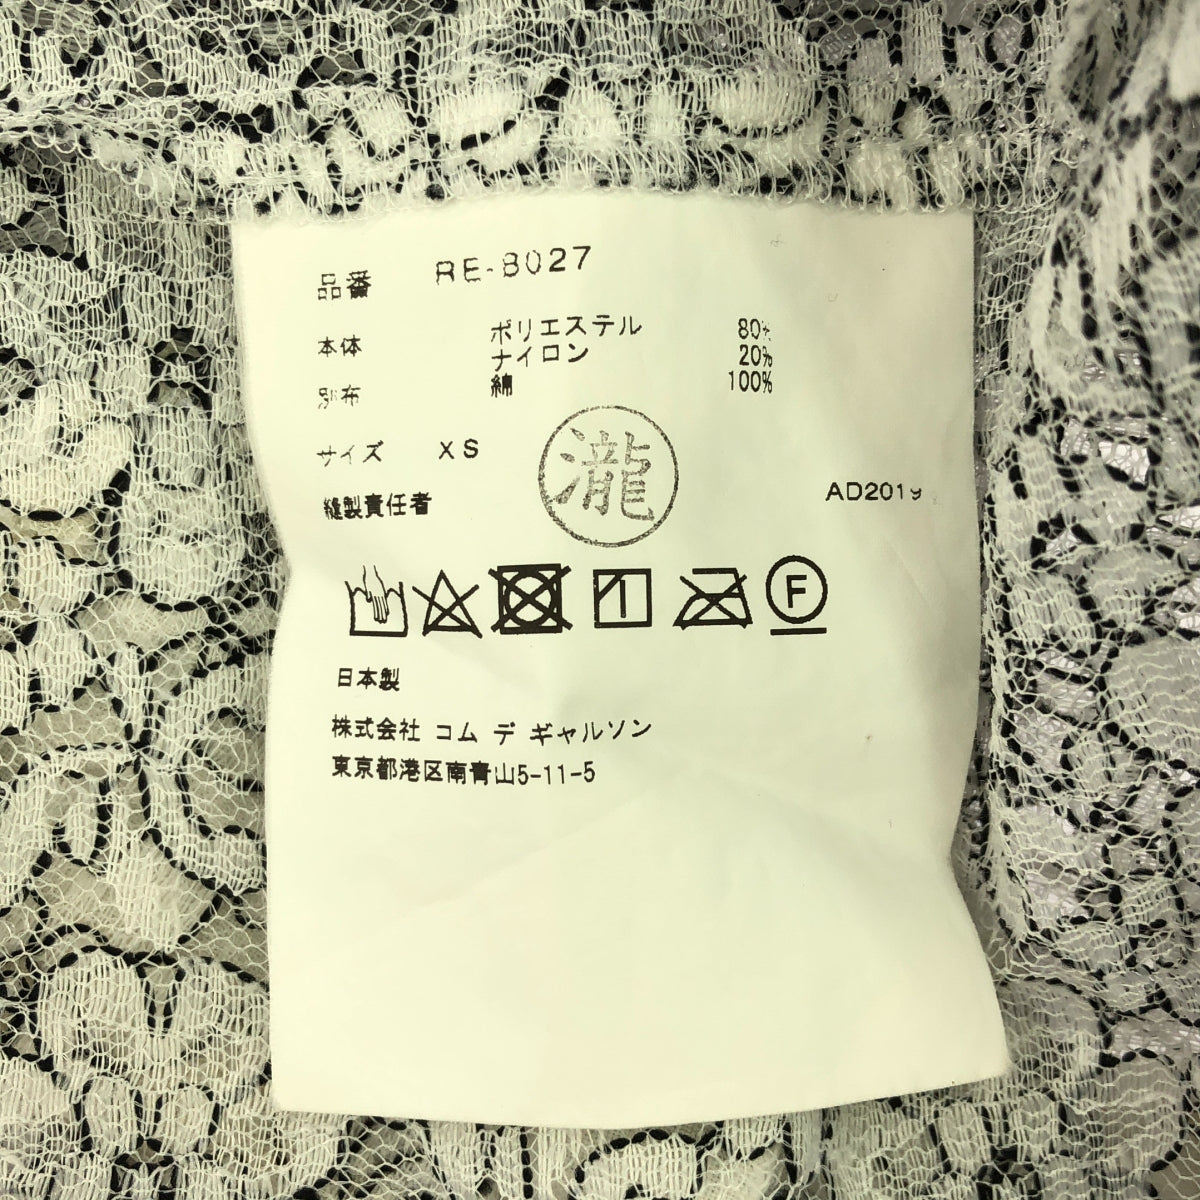 品番 RE-8027
本体 ポリエステル 80%
ナイロン 20%
別布 綿 100%
サイズ XS
瀧
縫製責任者 AD2019
F
日本製
株式会社 コム デ ギャルソン
東京都港区南青山5-11-5